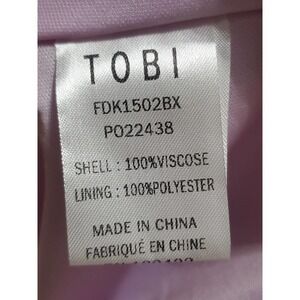 TOBI
FDK1502BX
PO22438
SHELL : 100%VISCOSE
LINING : 100%POLYESTER
MADE IN CHINA
FABRIQUÉ EN CHINE